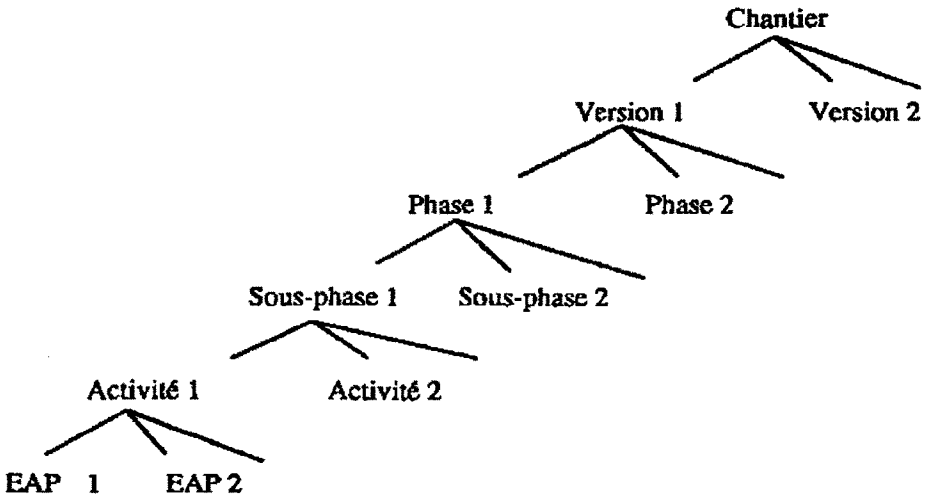 Chantier
Version 1 Version 2
Phase 1 Phase 2
Sous-phase 1 Sous-phase 2
Activité 1 Activité 2
EAP 1 EAP 2